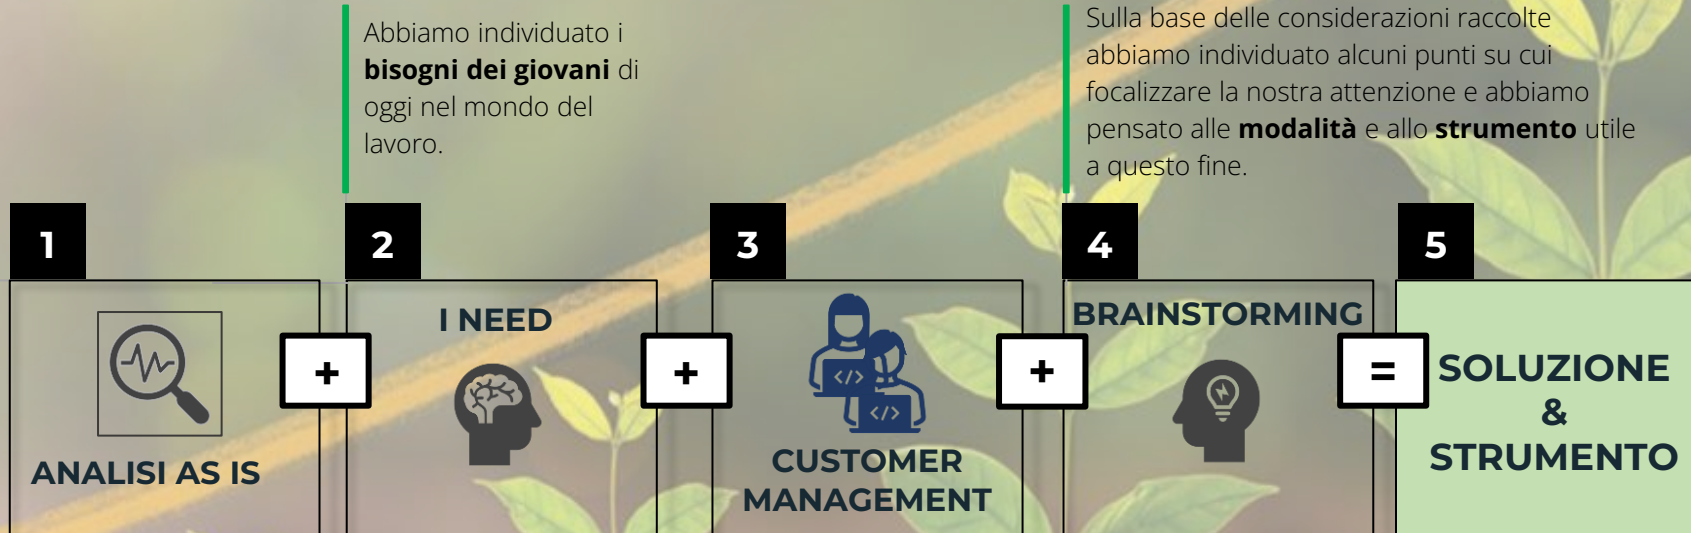 Abbiamo individuato i
bisogni dei giovani di
oggi nel mondo del
lavoro.
Sulla base delle considerazioni raccolte
abbiamo individuato alcuni punti su cui
focalizzare la nostra attenzione e abbiamo
pensato alle modalità e allo strumento utile
a questo fine.
1
ANALISI AS IS
+
2
I NEED
+
3
</>
</>
CUSTOMER
MANAGEMENT
+
4
BRAINSTORMING
=
5
SOLUZIONE
&
STRUMENTO